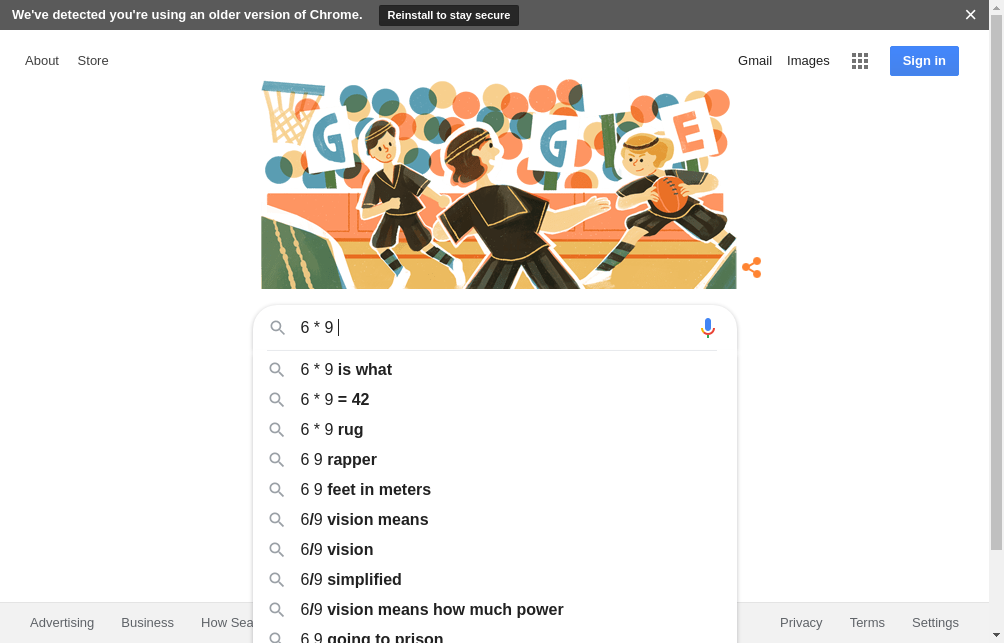 We've detected you're using an older version of Chrome. Reinstall to stay secure
About Store Gmail Images Sign in
G G G E
6 * 9
6 * 9 is what
6 * 9 = 42
6 * 9 rug
6 9 rapper
6 9 feet in meters
6/9 vision means
6/9 vision
6/9 simplified
6/9 vision means how much power
6 9 going to prison
Advertising Business How Sea Privacy Terms Settings